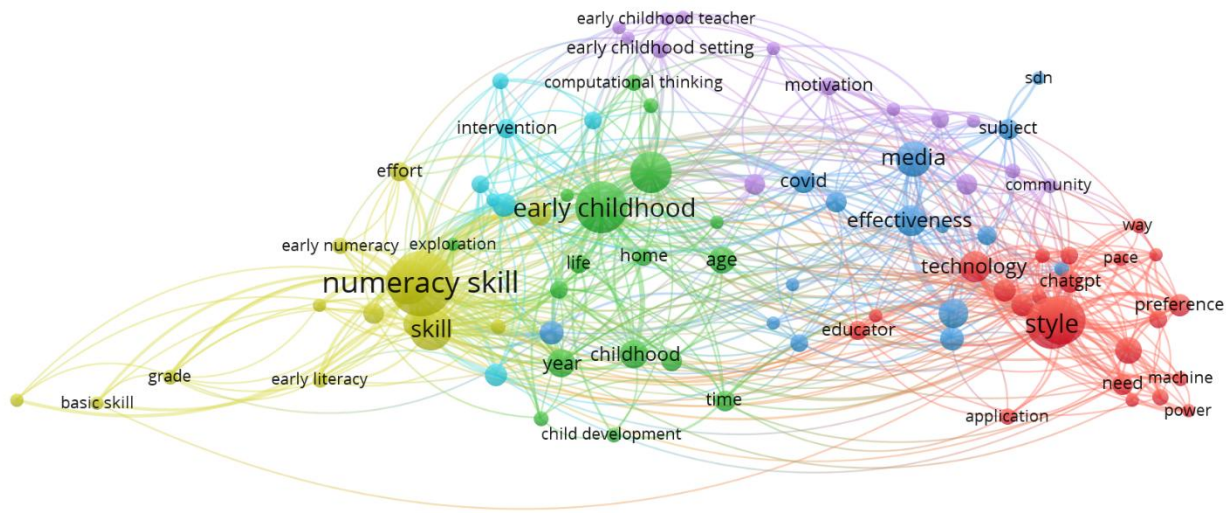 early childhood teacher
early childhood setting
computational thinking
motivation
sdn
intervention
subject
media
effort
covid
community
early childhood
effectiveness
way
early numeracy
exploration
life
home
age
technology
pace
chatgpt
numeracy skill
preference
skill
educator
style
year
childhood
grade
early literacy
need
machine
basic skill
time
application
power
child development